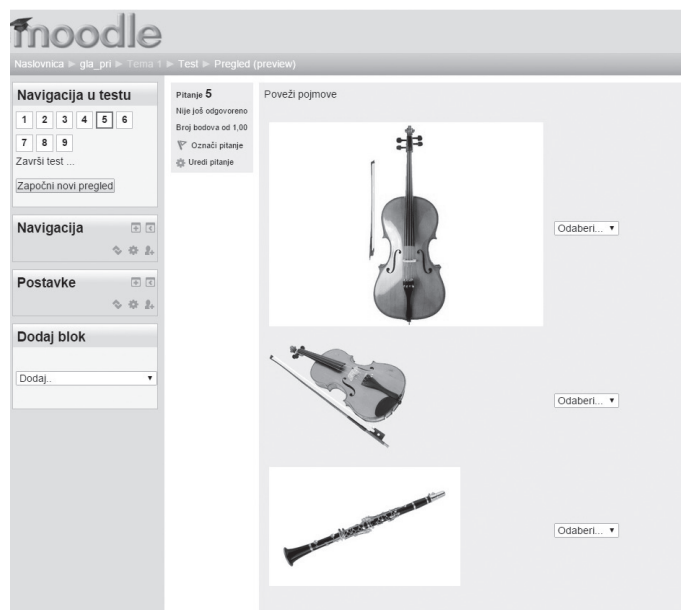 moodle
Naslovnica ► gla_pri ► Tema 1 ► Test ► Pregled (preview)
Navigacija u testu
1 2 3 4 5 6
7 8 9
Završi test ...
Započni novi pregled
Navigacija
Postavke
Dodaj blok
Dodaj..
Pitanje 5
Nije još odgovoreno
Broj bodova od 1,00
Označi pitanje
Uredi pitanje
Poveži pojmove
Odaberi...
Odaberi...
Odaberi...